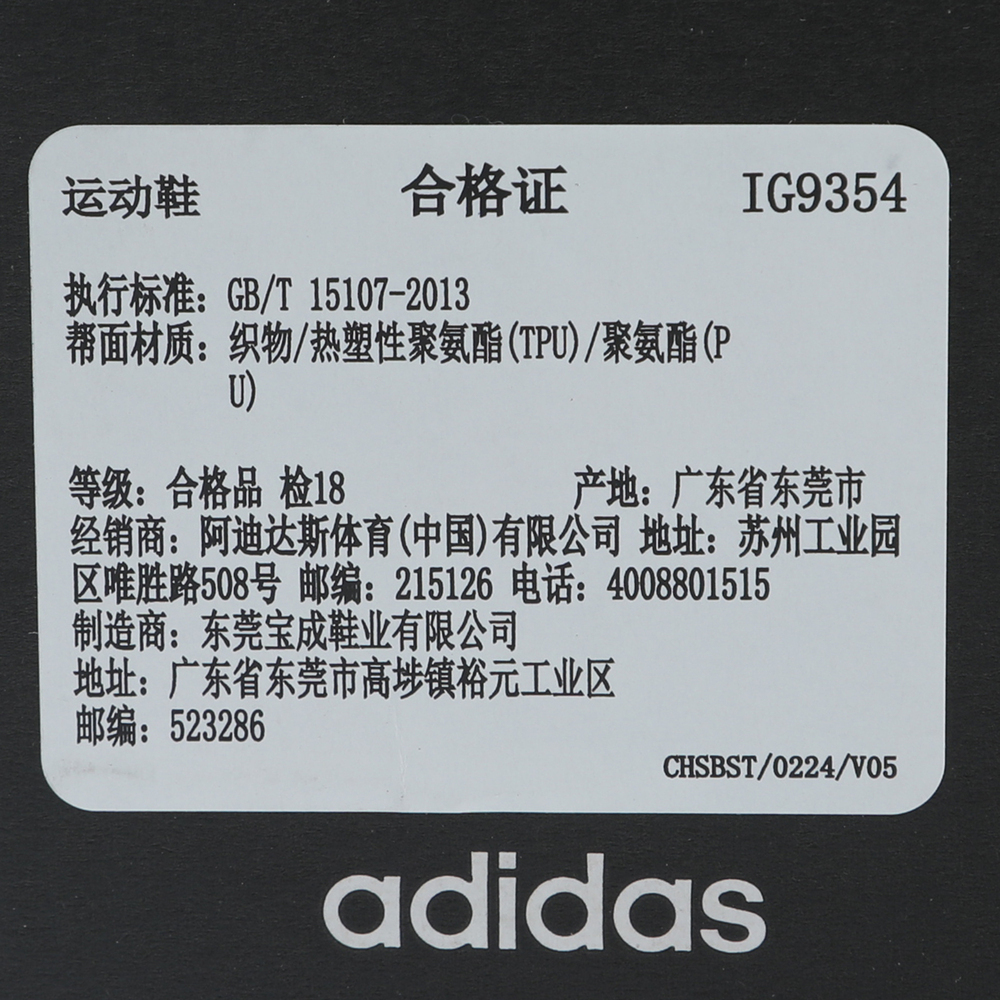 运动鞋 合格证 IG9354
执行标准：GB/T 15107-2013
帮面材质：织物/热塑性聚氨酯(TPU)/聚氨酯(P
U)
等级：合格品 检18 产地：广东省东莞市
经销商：阿迪达斯体育(中国)有限公司 地址：苏州工业园
区唯胜路508号 邮编：215126 电话：4008801515
制造商：东莞宝成鞋业有限公司
地址：广东省东莞市高埗镇裕元工业区
邮编：523286
CHSBST/0224/V05
adidas